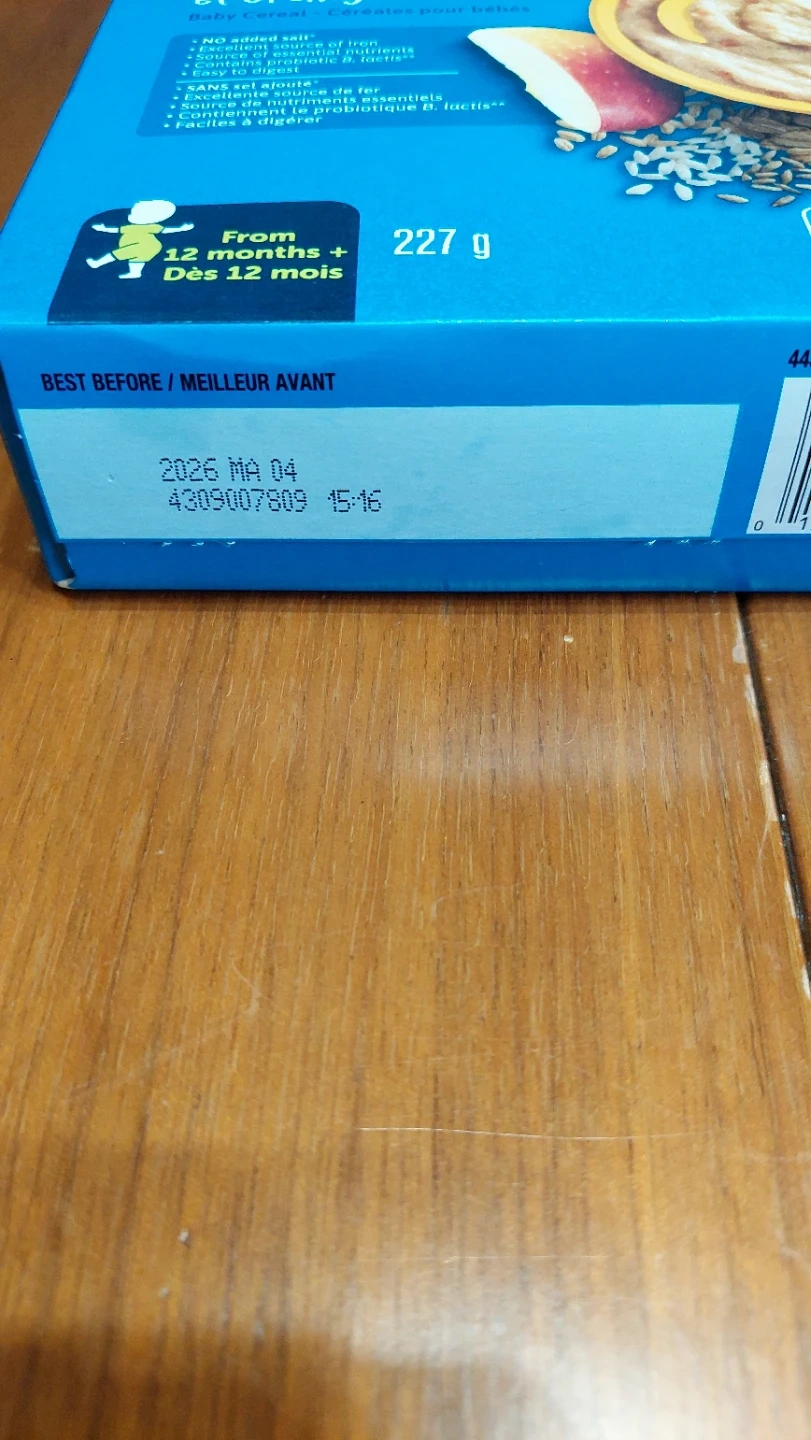 Baby Cereal - Céréales pour bébés
• NO added salt*
• Excellent source of iron
• Source of essential nutrients
• Contains probiotic B. lactis**
• Easy to digest
• SANS sel ajouté*
• Excellente source de fer
• Source de nutriments essentiels
• Contiennent le probiotique B. lactis**
• Faciles à digérer
From
12 months +
Dès 12 mois
227 g
BEST BEFORE / MEILLEUR AVANT
2026 MA 04
4309007809 15:16
0